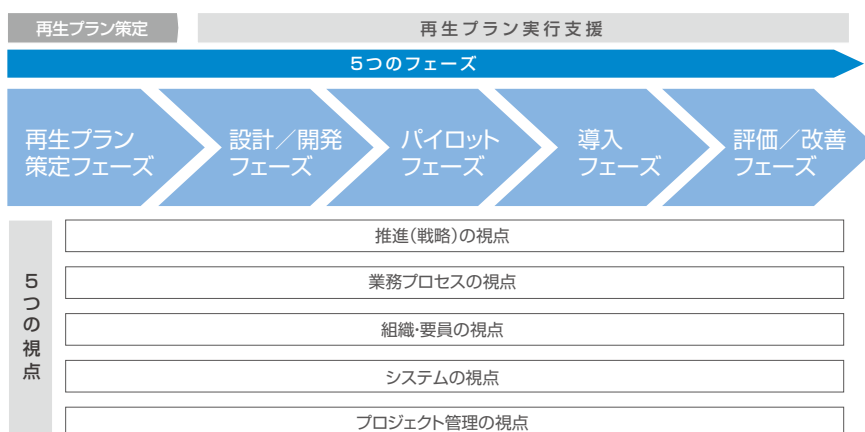 再生プラン策定
再生プラン実行支援
5つのフェーズ
再生プラン
策定フェーズ
設計／開発
フェーズ
パイロット
フェーズ
導入
フェーズ
評価／改善
フェーズ
5つの視点
推進(戦略)の視点
業務プロセスの視点
組織・要員の視点
システムの視点
プロジェクト管理の視点